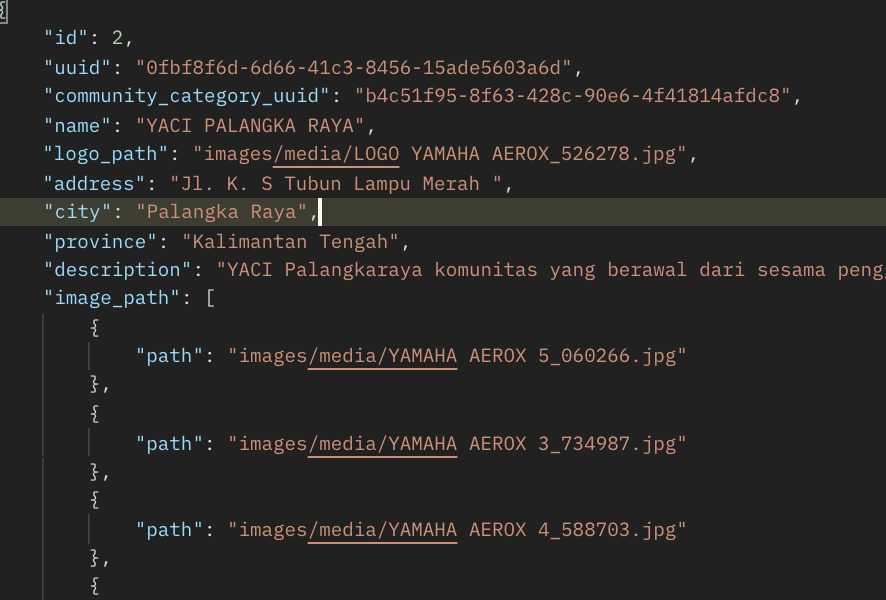 {
"id": 2,
"uuid": "0fbf8f6d-6d66-41c3-8456-15ade5603a6d",
"community_category_uuid": "b4c51f95-8f63-428c-90e6-4f41814afdc8",
"name": "YACI PALANGKA RAYA",
"logo_path": "images/media/LOGO YAMAHA AEROX_526278.jpg",
"address": "Jl. K. S Tubun Lampu Merah ",
"city": "Palangka Raya",
"province": "Kalimantan Tengah",
"description": "YACI Palangkaraya komunitas yang berawal dari sesama pengg
"image_path": [
{
"path": "images/media/YAMAHA AEROX 5_060266.jpg"
},
{
"path": "images/media/YAMAHA AEROX 3_734987.jpg"
},
{
"path": "images/media/YAMAHA AEROX 4_588703.jpg"
},
{